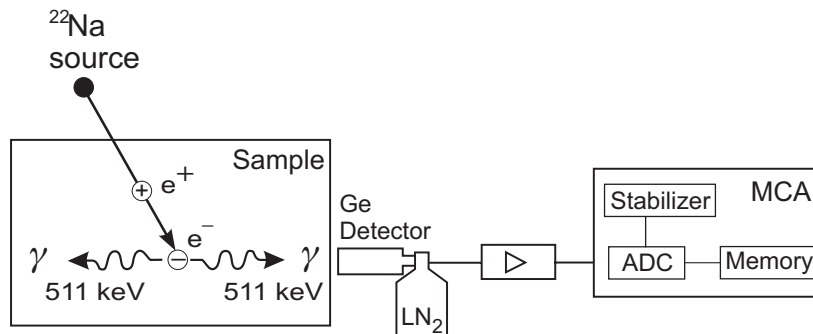 ²²Na
source
Sample
e⁺
e⁻
γ
γ
511 keV
511 keV
Ge
Detector
LN₂
MCA
Stabilizer
ADC
Memory